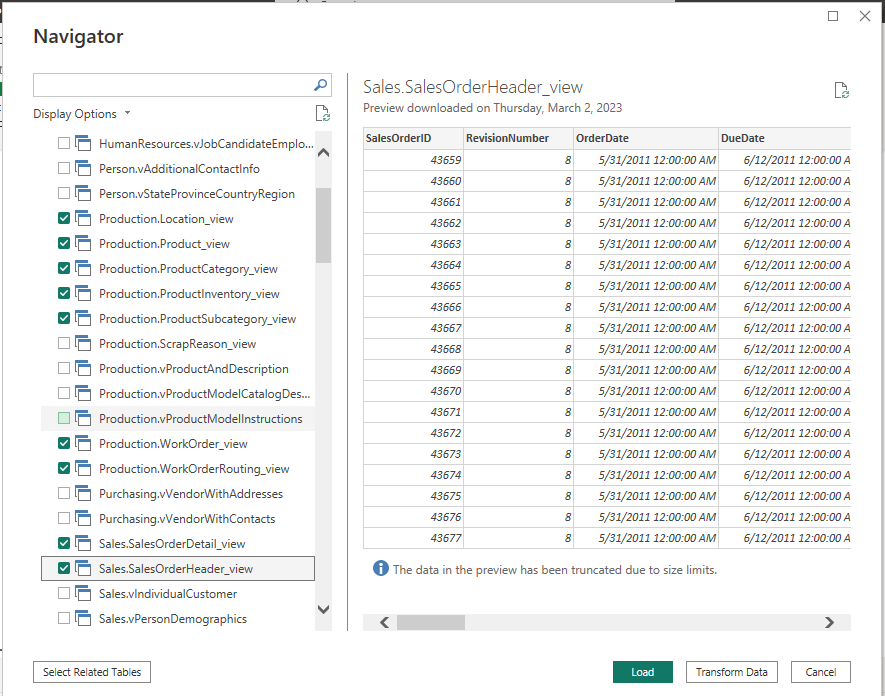 Navigator
Display Options
HumanResources.vJobCandidateEmplo...
Person.vAdditionalContactInfo
Person.vStateProvinceCountryRegion
Production.Location_view
Production.Product_view
Production.ProductCategory_view
Production.ProductInventory_view
Production.ProductSubcategory_view
Production.ScrapReason_view
Production.vProductAndDescription
Production.vProductModelCatalogDes...
Production.vProductModelInstructions
Production.WorkOrder_view
Production.WorkOrderRouting_view
Purchasing.vVendorWithAddresses
Purchasing.vVendorWithContacts
Sales.SalesOrderDetail_view
Sales.SalesOrderHeader_view
Sales.vIndividualCustomer
Sales.vPersonDemographics
Sales.SalesOrderHeader_view
Preview downloaded on Thursday, March 2, 2023
SalesOrderID RevisionNumber OrderDate DueDate
43659 8 5/31/2011 12:00:00 AM 6/12/2011 12:00:00 A
43660 8 5/31/2011 12:00:00 AM 6/12/2011 12:00:00 A
43661 8 5/31/2011 12:00:00 AM 6/12/2011 12:00:00 A
43662 8 5/31/2011 12:00:00 AM 6/12/2011 12:00:00 A
43663 8 5/31/2011 12:00:00 AM 6/12/2011 12:00:00 A
43664 8 5/31/2011 12:00:00 AM 6/12/2011 12:00:00 A
43665 8 5/31/2011 12:00:00 AM 6/12/2011 12:00:00 A
43666 8 5/31/2011 12:00:00 AM 6/12/2011 12:00:00 A
43667 8 5/31/2011 12:00:00 AM 6/12/2011 12:00:00 A
43668 8 5/31/2011 12:00:00 AM 6/12/2011 12:00:00 A
43669 8 5/31/2011 12:00:00 AM 6/12/2011 12:00:00 A
43670 8 5/31/2011 12:00:00 AM 6/12/2011 12:00:00 A
43671 8 5/31/2011 12:00:00 AM 6/12/2011 12:00:00 A
43672 8 5/31/2011 12:00:00 AM 6/12/2011 12:00:00 A
43673 8 5/31/2011 12:00:00 AM 6/12/2011 12:00:00 A
43674 8 5/31/2011 12:00:00 AM 6/12/2011 12:00:00 A
43675 8 5/31/2011 12:00:00 AM 6/12/2011 12:00:00 A
43676 8 5/31/2011 12:00:00 AM 6/12/2011 12:00:00 A
43677 8 5/31/2011 12:00:00 AM 6/12/2011 12:00:00 A
The data in the preview has been truncated due to size limits.
Select Related Tables
Load
Transform Data
Cancel